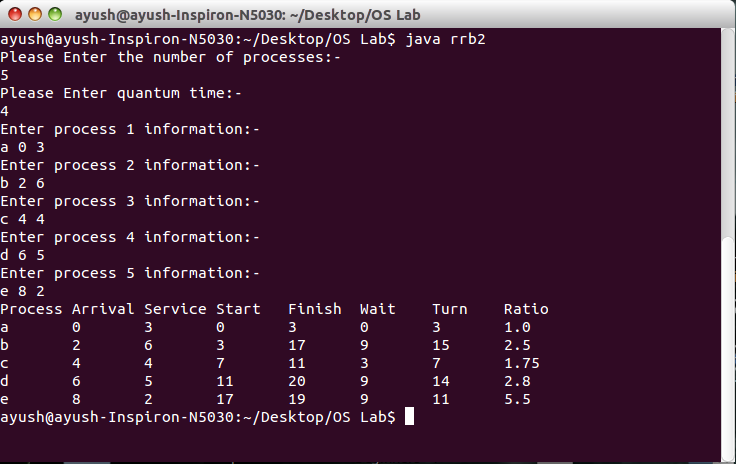 ayush@ayush-Inspiron-N5030: ~/Desktop/OS Lab
ayush@ayush-Inspiron-N5030:~/Desktop/OS Lab$ java rrb2
Please Enter the number of processes:-
5
Please Enter quantum time:-
4
Enter process 1 information:-
a 0 3
Enter process 2 information:-
b 2 6
Enter process 3 information:-
c 4 4
Enter process 4 information:-
d 6 5
Enter process 5 information:-
e 8 2
Process Arrival Service Start   Finish  Wait    Turn    Ratio
a       0       3       0       3       0       3       1.0
b       2       6       3       17      9       15      2.5
c       4       4       7       11      3       7       1.75
d       6       5       11      20      9       14      2.8
e       8       2       17      19      9       11      5.5
ayush@ayush-Inspiron-N5030:~/Desktop/OS Lab$